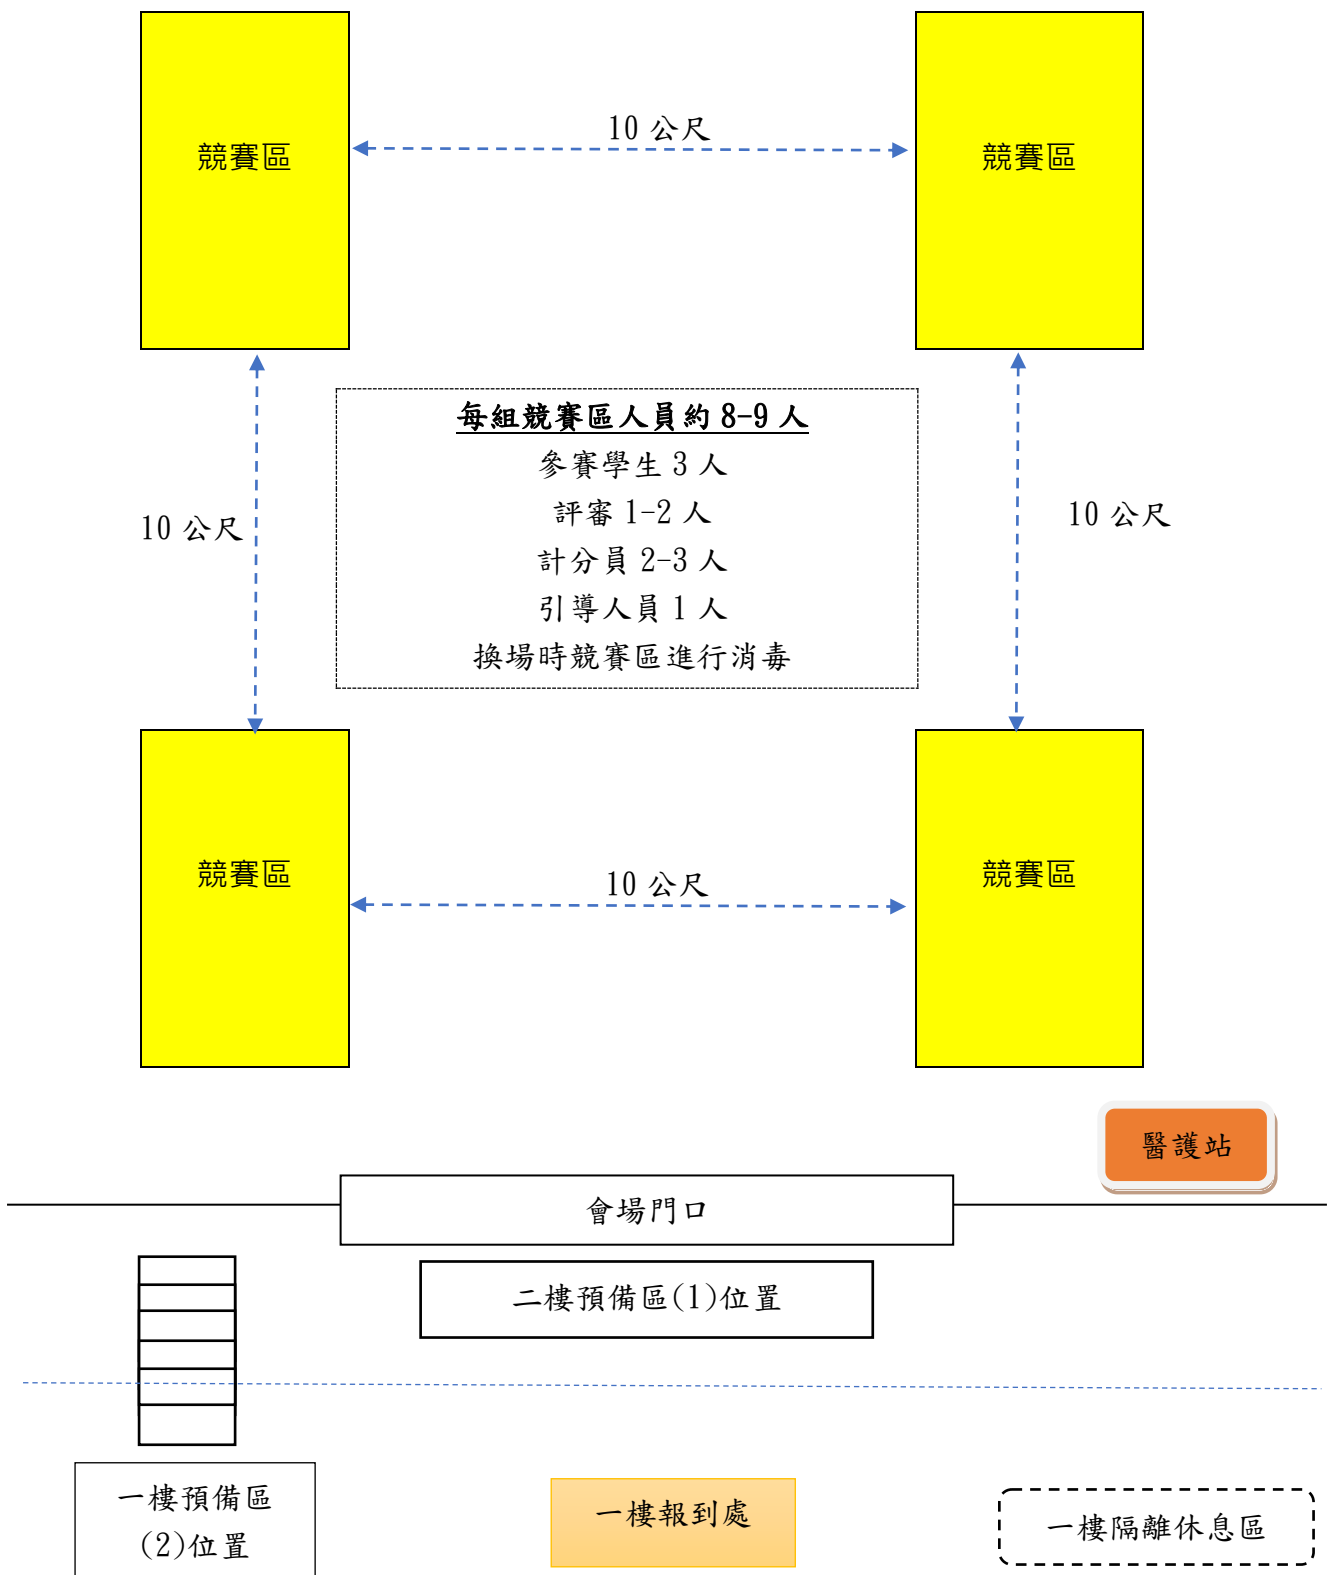 10 公尺
競賽區
競賽區
每組競賽區人員約 8-9 人
參賽學生 3 人
評審 1-2 人
計分員 2-3 人
引導人員 1 人
換場時競賽區進行消毒
10 公尺
10 公尺
競賽區
10 公尺
競賽區
醫護站
會場門口
二樓預備區(1)位置
一樓預備區
(2)位置
一樓報到處
一樓隔離休息區